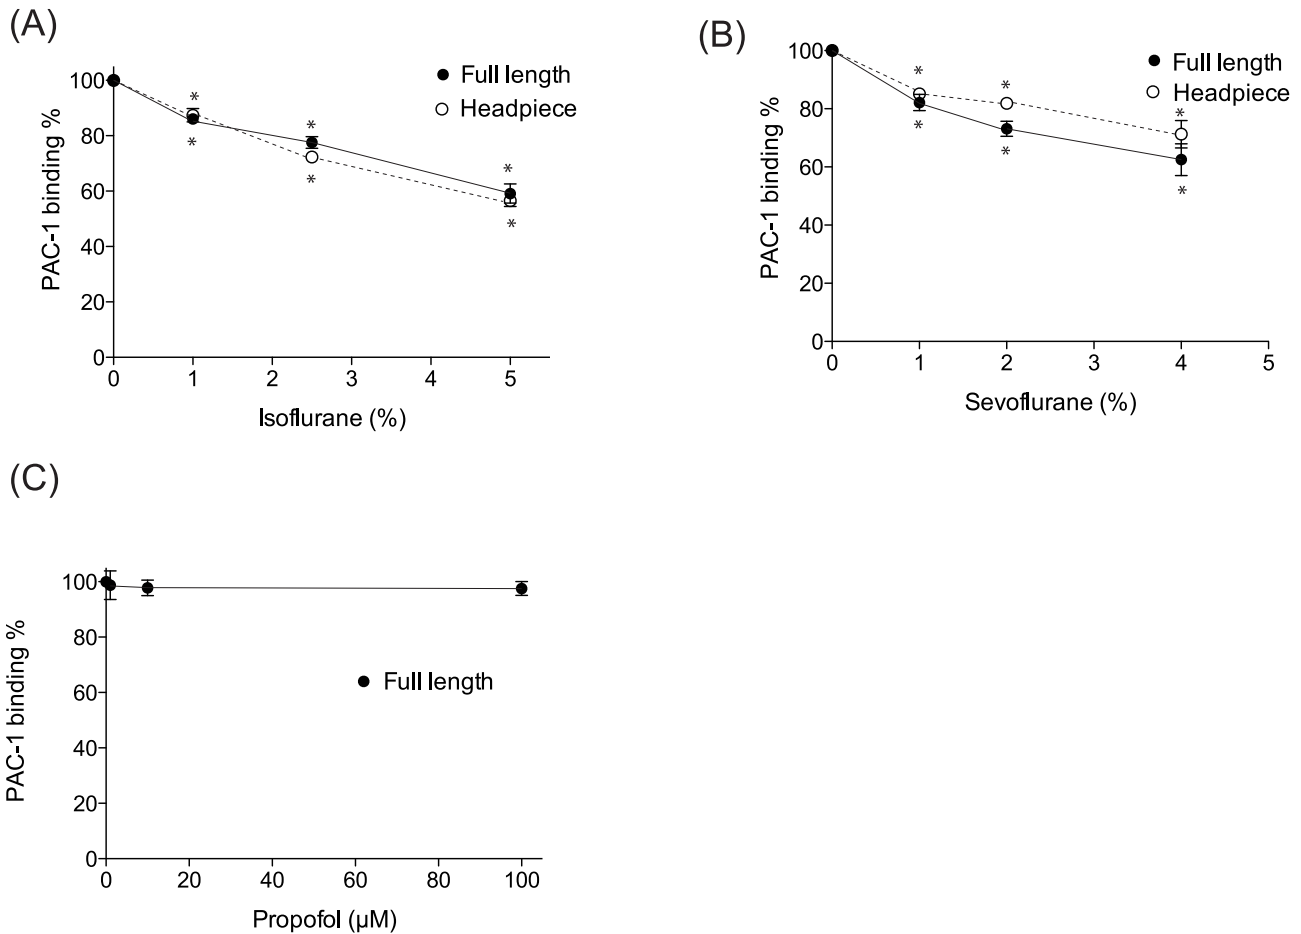 (A)
PAC-1 binding %
100
80
60
40
20
0
0 1 2 3 4 5
Isoflurane (%)
Full length
Headpiece
* * *
* * *
(B)
PAC-1 binding %
100
80
60
40
20
0
0 1 2 3 4 5
Sevoflurane (%)
Full length
Headpiece
* * *
* * *
(C)
PAC-1 binding %
100
80
60
40
20
0
0 20 40 60 80 100
Propofol (µM)
Full length